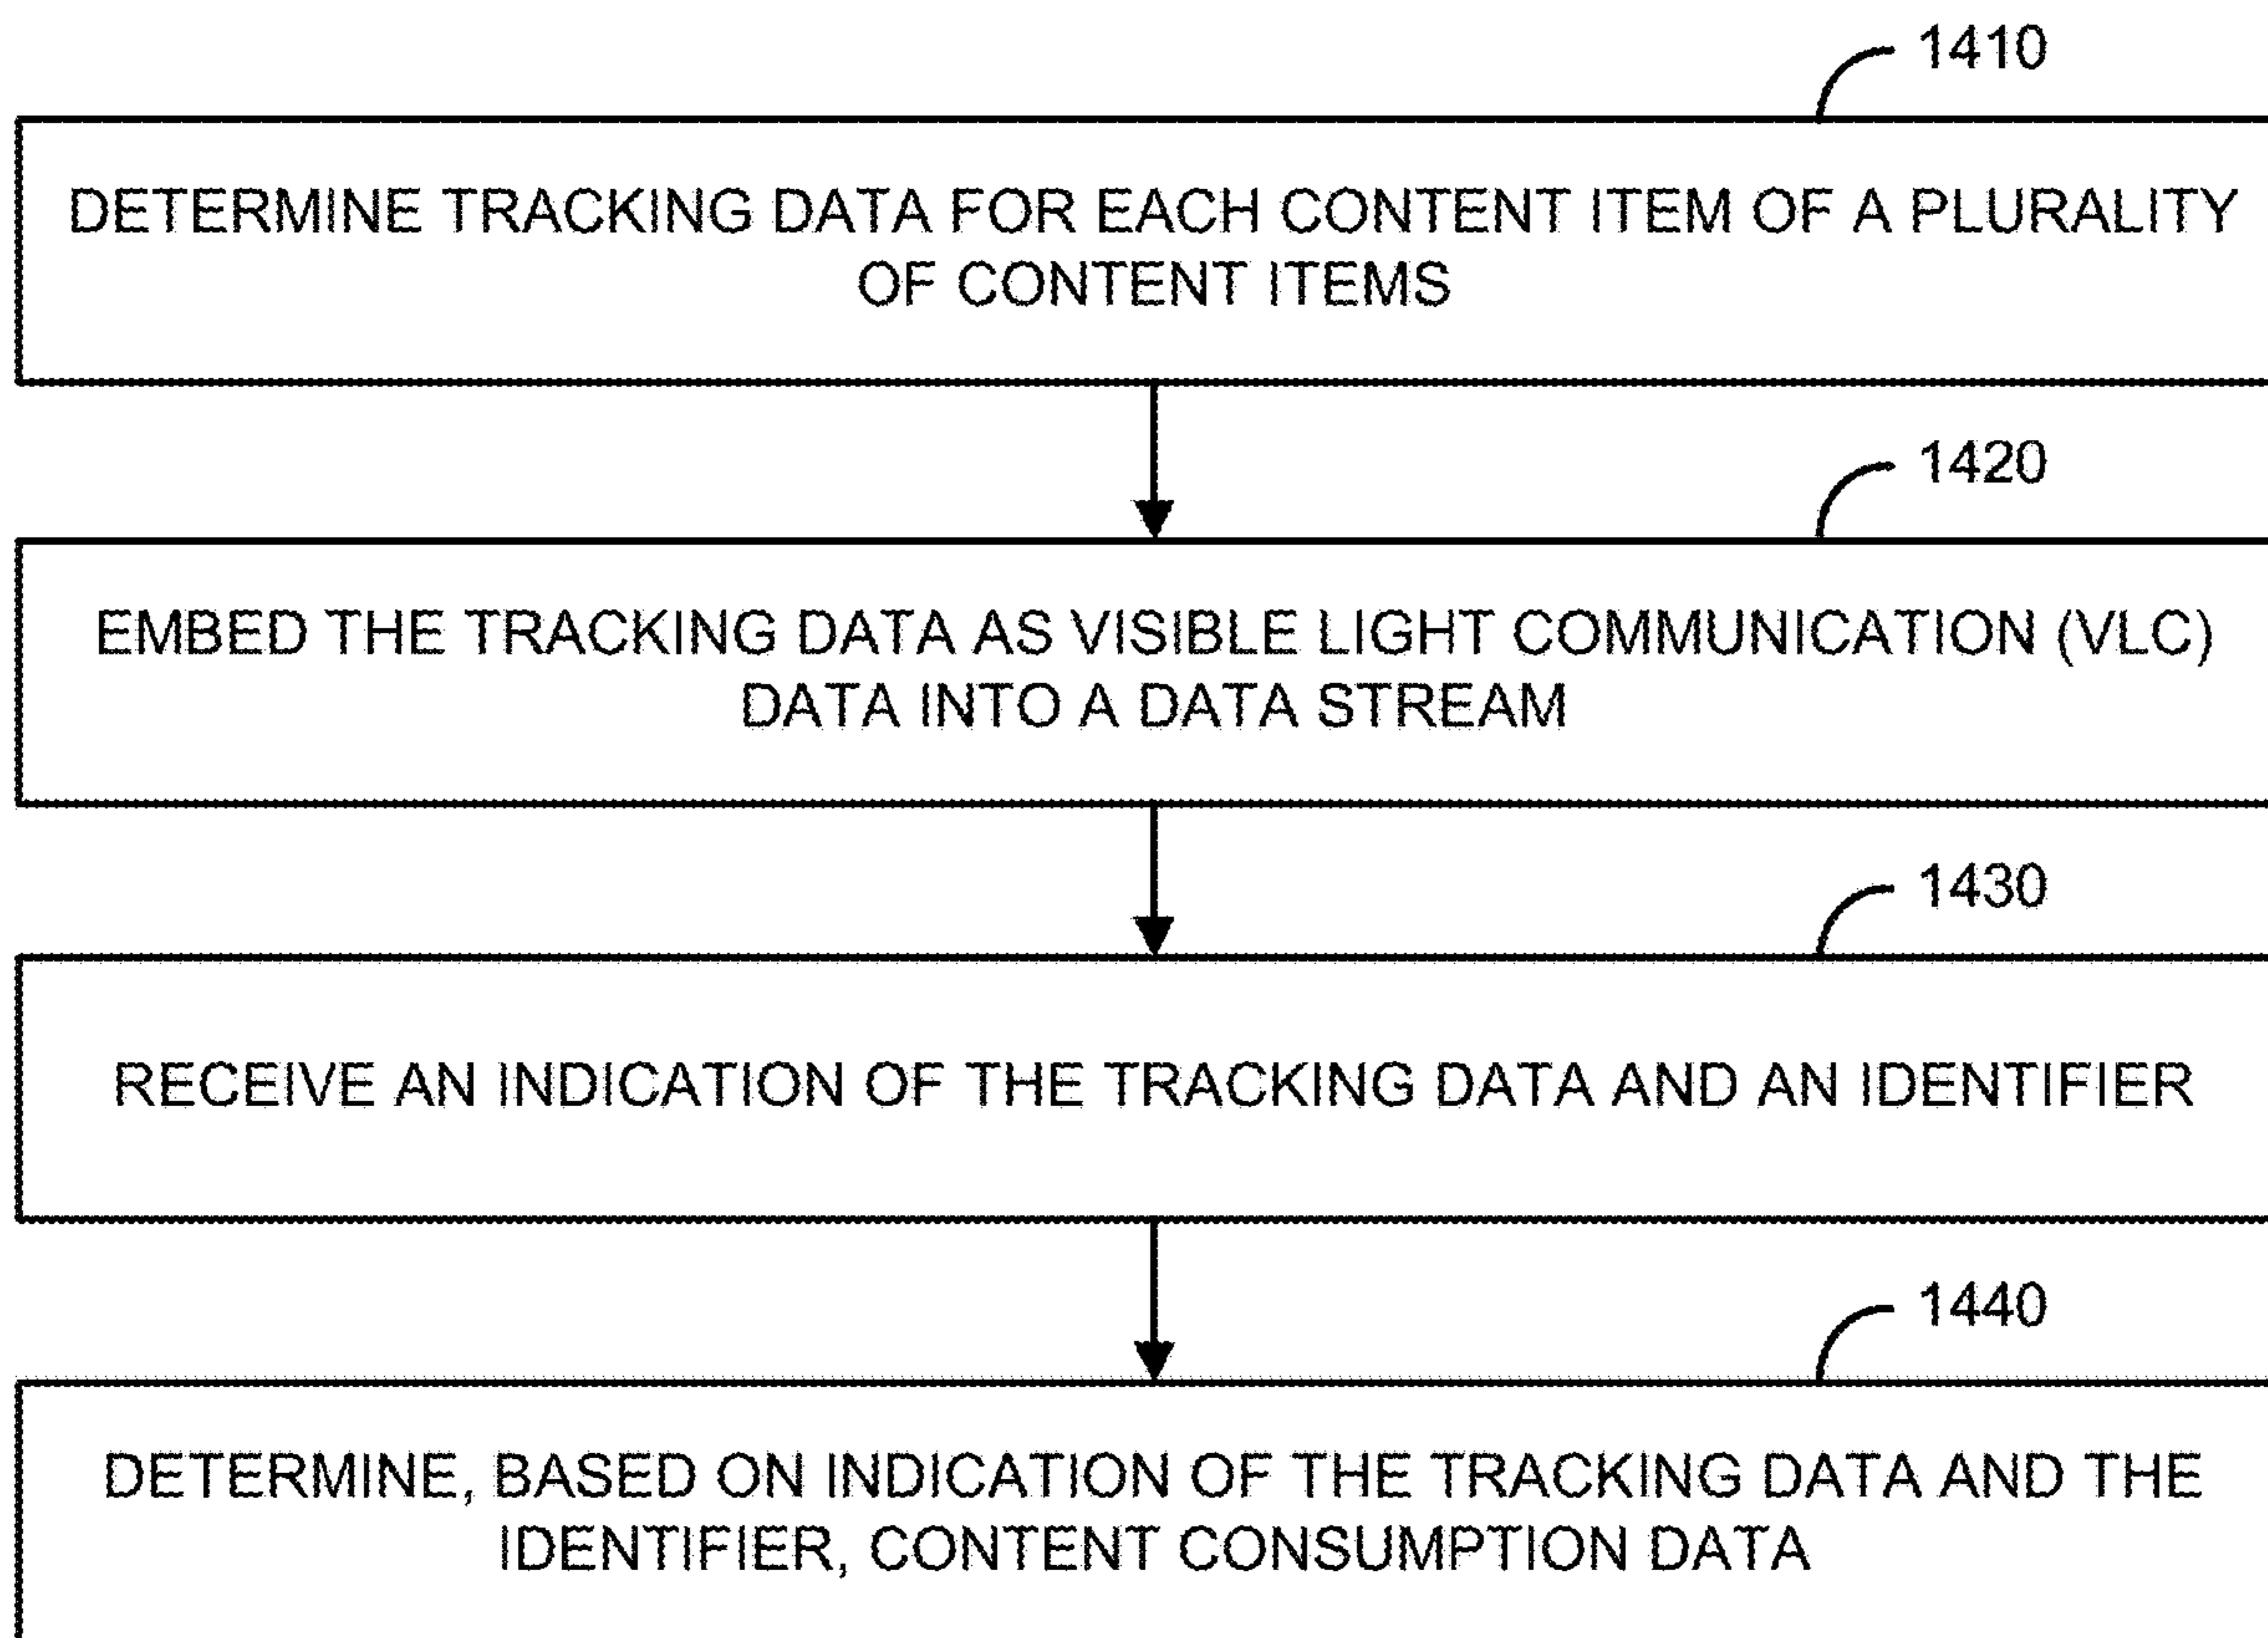 1410
DETERMINE TRACKING DATA FOR EACH CONTENT ITEM OF A PLURALITY
OF CONTENT ITEMS
1420
EMBED THE TRACKING DATA AS VISIBLE LIGHT COMMUNICATION (VLC)
DATA INTO A DATA STREAM
1430
RECEIVE AN INDICATION OF THE TRACKING DATA AND AN IDENTIFIER
1440
DETERMINE, BASED ON INDICATION OF THE TRACKING DATA AND THE
IDENTIFIER, CONTENT CONSUMPTION DATA